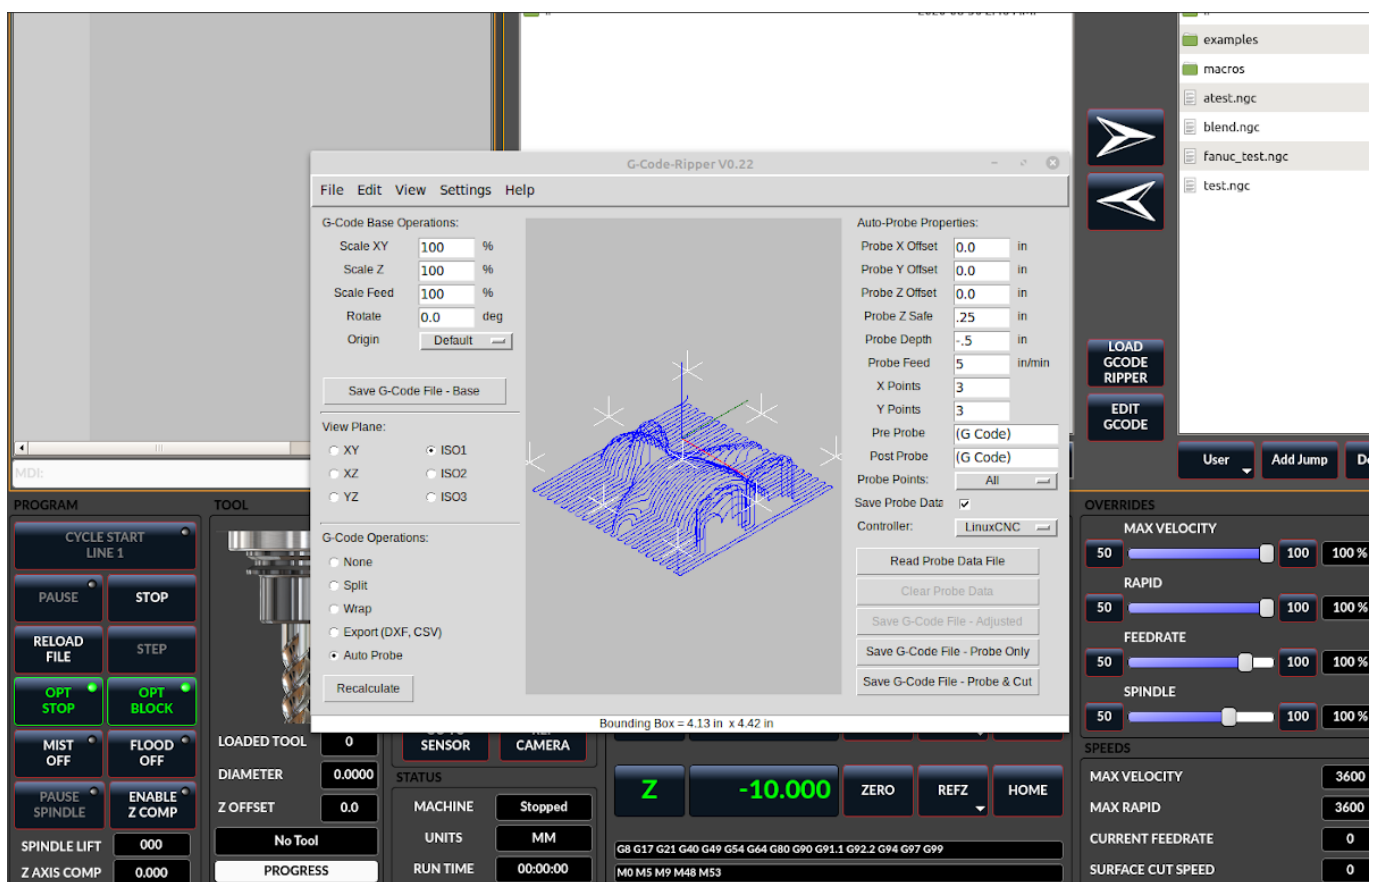 examples
macros
atest.ngc
blend.ngc
fanuc_test.ngc
test.ngc
G-Code-Ripper V0.22
File Edit View Settings Help
G-Code Base Operations:
Scale XY 100 %
Scale Z 100 %
Scale Feed 100 %
Rotate 0.0 deg
Origin Default
Save G-Code File - Base
View Plane:
XY ISO1
XZ ISO2
YZ ISO3
G-Code Operations:
None
Split
Wrap
Export (DXF, CSV)
Auto Probe
Recalculate
Auto-Probe Properties:
Probe X Offset 0.0 in
Probe Y Offset 0.0 in
Probe Z Offset 0.0 in
Probe Z Safe .25 in
Probe Depth -.5 in
Probe Feed 5 in/min
X Points 3
Y Points 3
Pre Probe (G Code)
Post Probe (G Code)
Probe Points: All
Save Probe Data
Controller: LinuxCNC
Read Probe Data File
Clear Probe Data
Save G-Code File - Adjusted
Save G-Code File - Probe Only
Save G-Code File - Probe & Cut
Bounding Box = 4.13 in x 4.42 in
LOAD
GCODE
RIPPER
EDIT
GCODE
User Add Jump
MDI:
PROGRAM
CYCLE START
LINE 1
PAUSE STOP
RELOAD
FILE
STEP
OPT
STOP
OPT
BLOCK
MIST
OFF
FLOOD
OFF
PAUSE
SPINDLE
ENABLE
Z COMP
SPINDLE LIFT 000
Z AXIS COMP 0.000
TOOL
LOADED TOOL 0
DIAMETER 0.0000
Z OFFSET 0.0
No Tool
PROGRESS
SENSOR
CAMERA
STATUS
MACHINE Stopped
UNITS MM
RUN TIME 00:00:00
Z -10.000 ZERO REFZ HOME
G8 G17 G21 G40 G49 G54 G64 G80 G90 G91.1 G92.2 G94 G97 G99
M0 M5 M9 M48 M53
OVERRIDES
MAX VELOCITY
50 100 100 %
RAPID
50 100 100 %
FEEDRATE
50 100 100 %
SPINDLE
50 100 100 %
SPEEDS
MAX VELOCITY 3600
MAX RAPID 3600
CURRENT FEEDRATE 0
SURFACE CUT SPEED 0